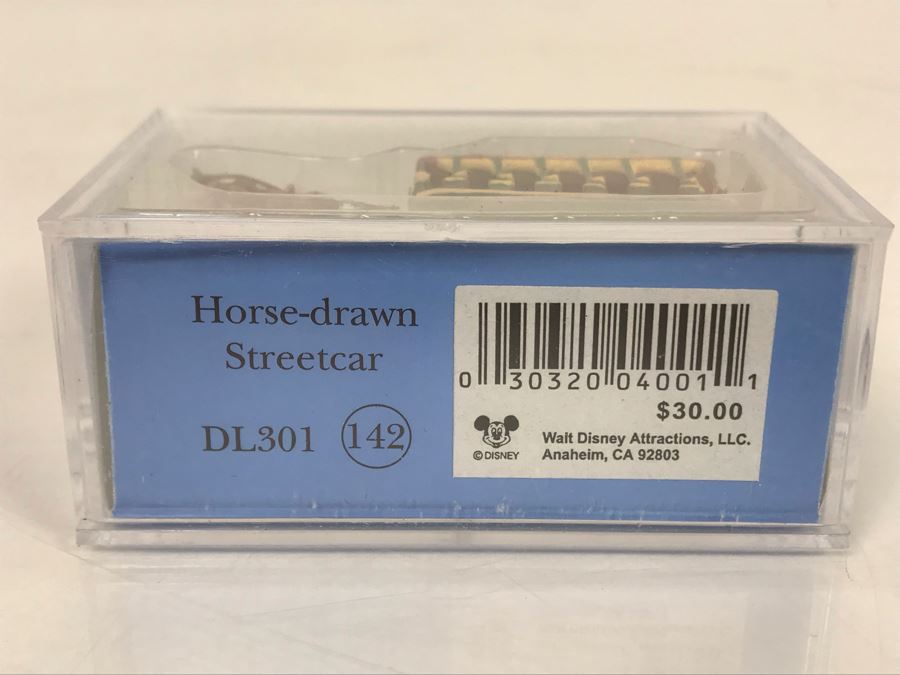 Horse-drawn
Streetcar
DL301 142
0 30320 04001 1
$30.00
© DISNEY
Walt Disney Attractions, LLC.
Anaheim, CA 92803